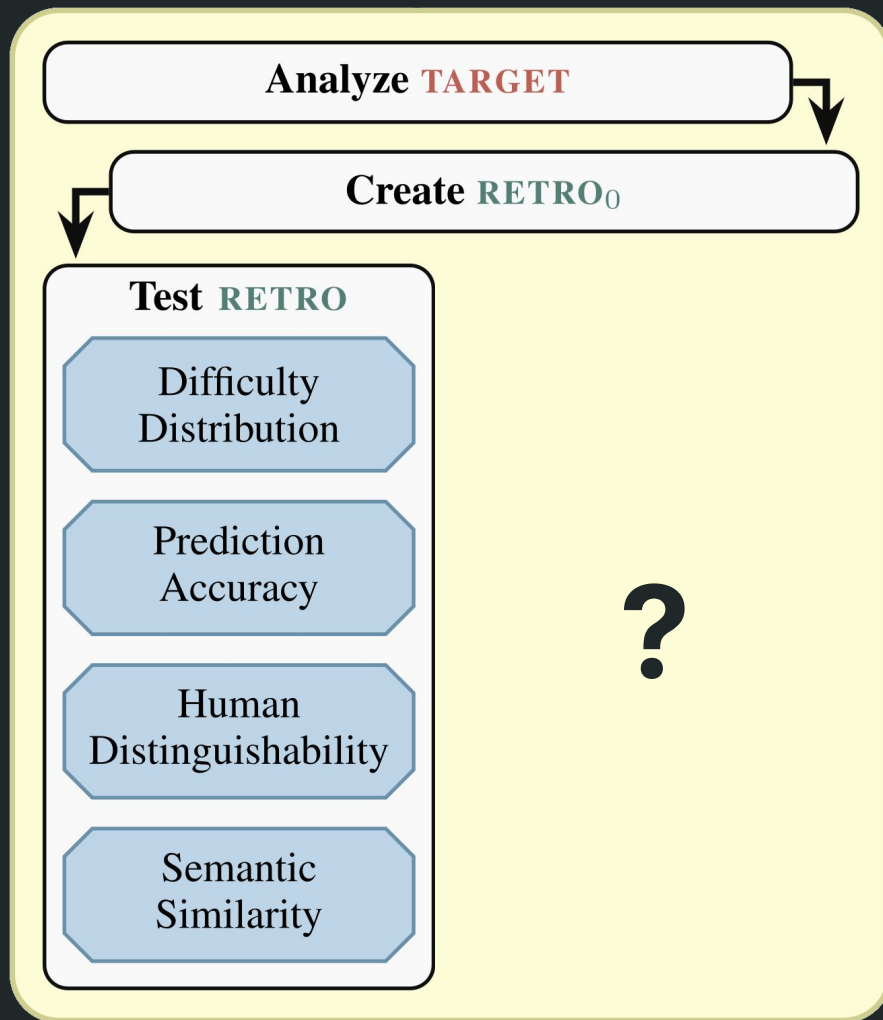 Analyze TARGET
Create RETRO₀
Test RETRO
Difficulty
Distribution
Prediction
Accuracy
Human
Distinguishability
Semantic
Similarity
?